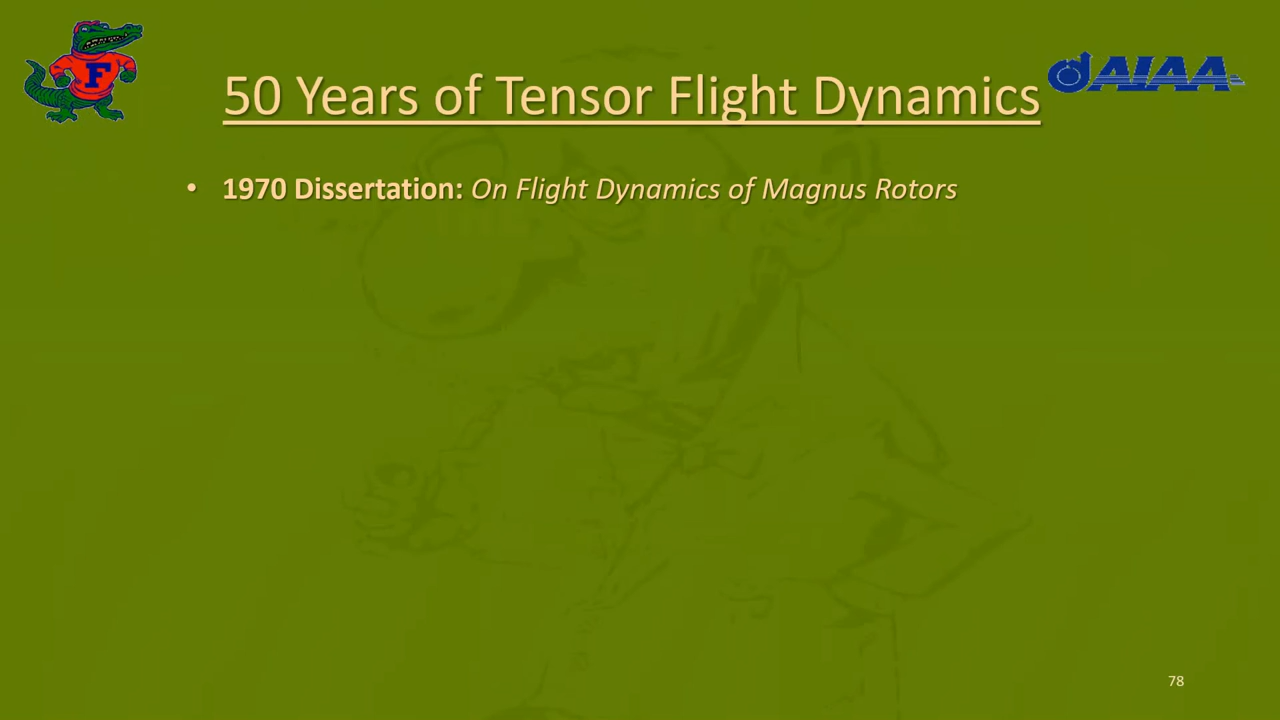 F
AIAA
50 Years of Tensor Flight Dynamics
• 1970 Dissertation: On Flight Dynamics of Magnus Rotors
78